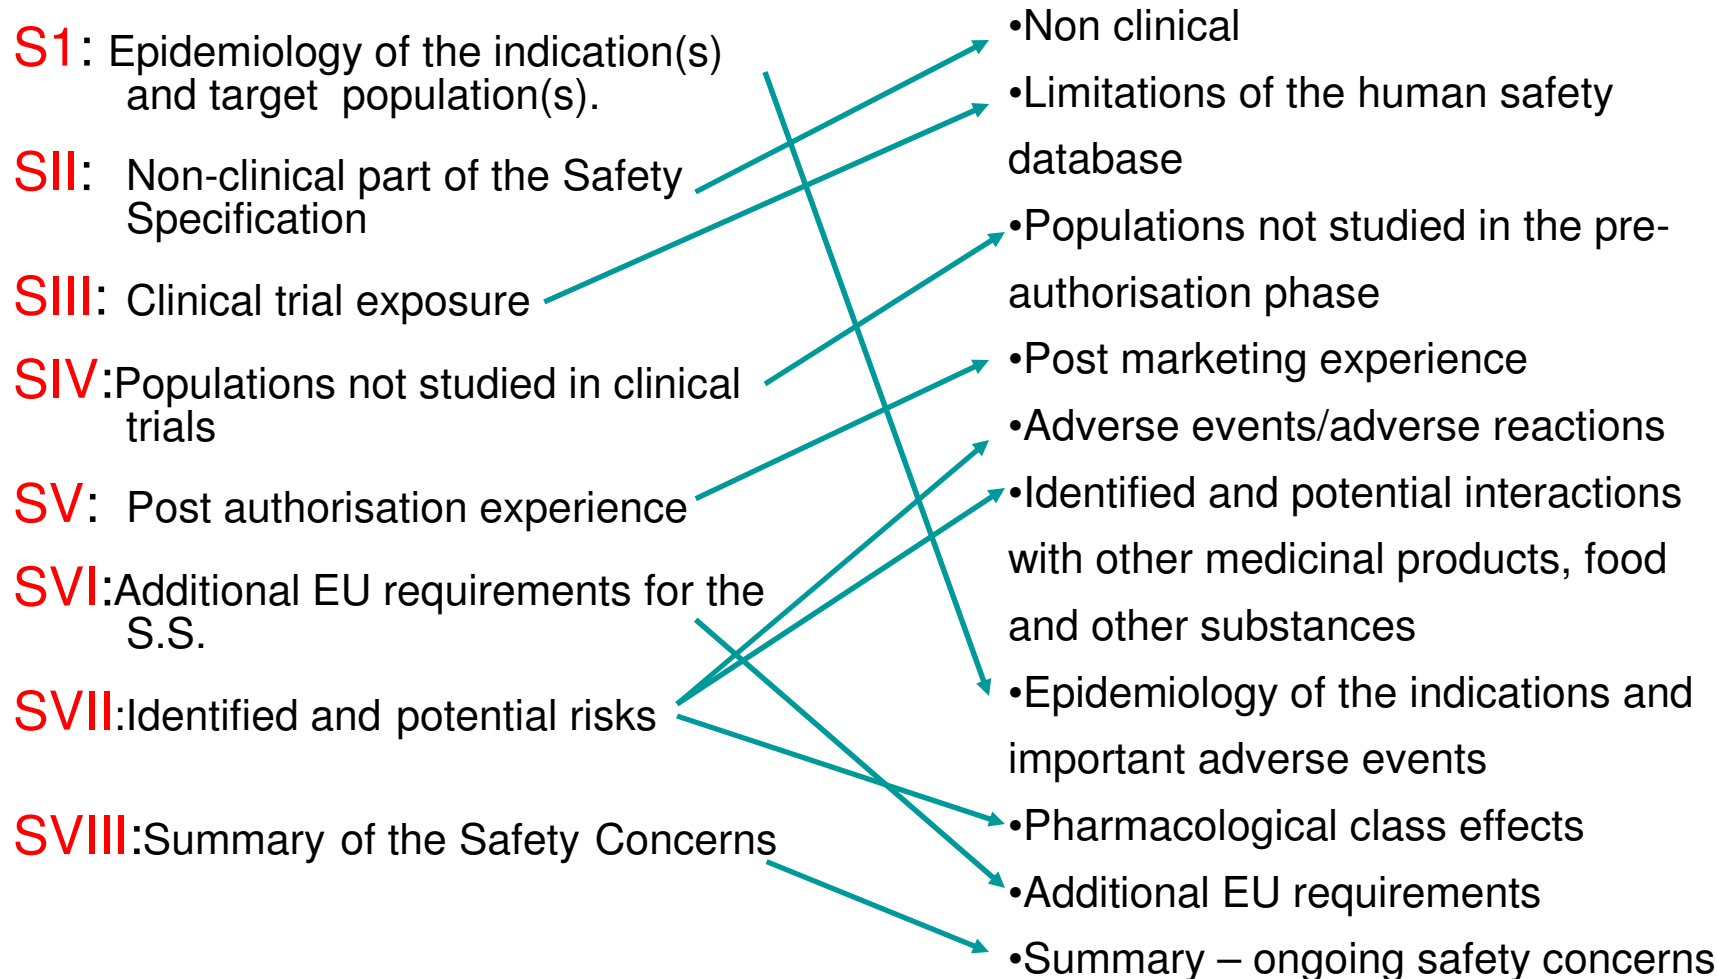 S1: Epidemiology of the indication(s)
and target population(s).
SII: Non-clinical part of the Safety
Specification
SIII: Clinical trial exposure
SIV:Populations not studied in clinical
trials
SV: Post authorisation experience
SVI:Additional EU requirements for the
S.S.
SVII:Identified and potential risks
SVIII:Summary of the Safety Concerns
•Non clinical
•Limitations of the human safety
database
•Populations not studied in the pre-
authorisation phase
•Post marketing experience
•Adverse events/adverse reactions
•Identified and potential interactions
with other medicinal products, food
and other substances
•Epidemiology of the indications and
important adverse events
•Pharmacological class effects
•Additional EU requirements
•Summary – ongoing safety concerns